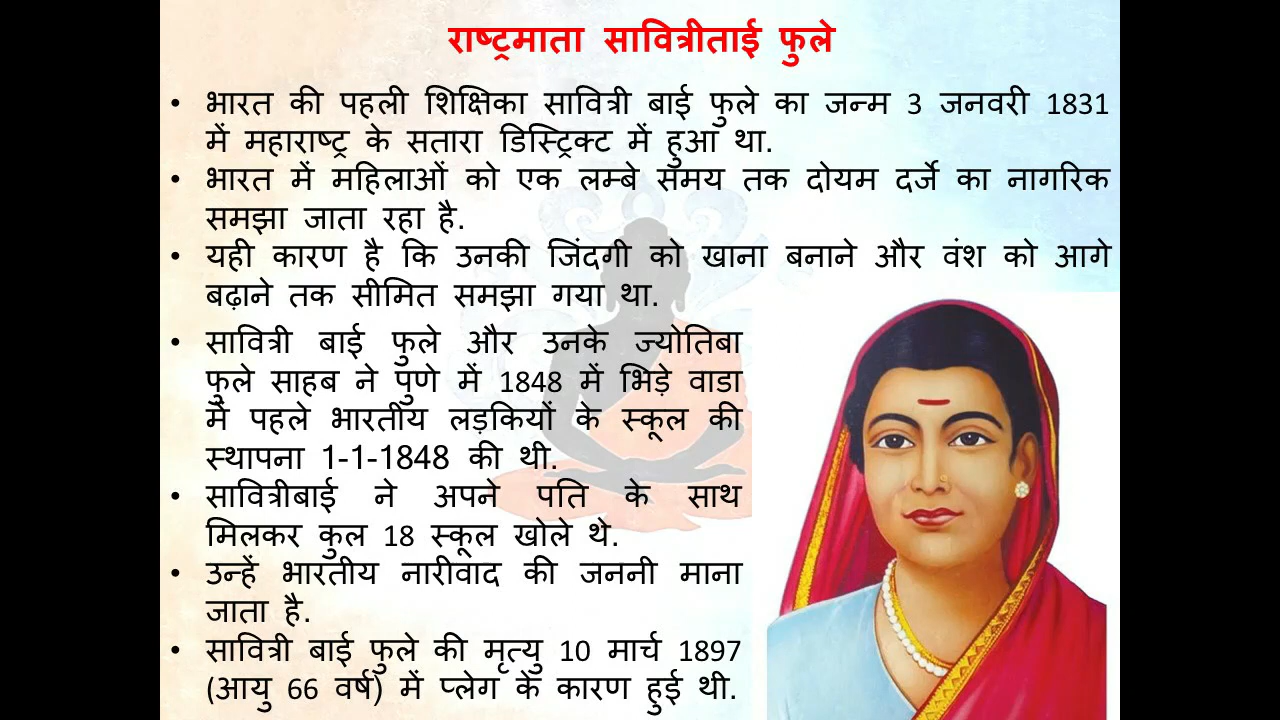 राष्ट्रमाता सावित्रीताई फुले
• भारत की पहली शिक्षिका सावित्री बाई फुले का जन्म 3 जनवरी 1831
में महाराष्ट्र के सतारा डिस्ट्रिक्ट में हुआ था.
• भारत में महिलाओं को एक लम्बे समय तक दोयम दर्जे का नागरिक
समझा जाता रहा है.
• यही कारण है कि उनकी जिंदगी को खाना बनाने और वंश को आगे
बढ़ाने तक सीमित समझा गया था.
• सावित्री बाई फुले और उनके ज्योतिबा
फुले साहब ने पुणे में 1848 में भिड़े वाडा
में पहले भारतीय लड़कियों के स्कूल की
स्थापना 1-1-1848 की थी.
• सावित्रीबाई ने अपने पति के साथ
मिलकर कुल 18 स्कूल खोले थे.
• उन्हें भारतीय नारीवाद की जननी माना
जाता है.
• सावित्री बाई फुले की मृत्यु 10 मार्च 1897
(आयु 66 वर्ष) में प्लेग के कारण हुई थी.